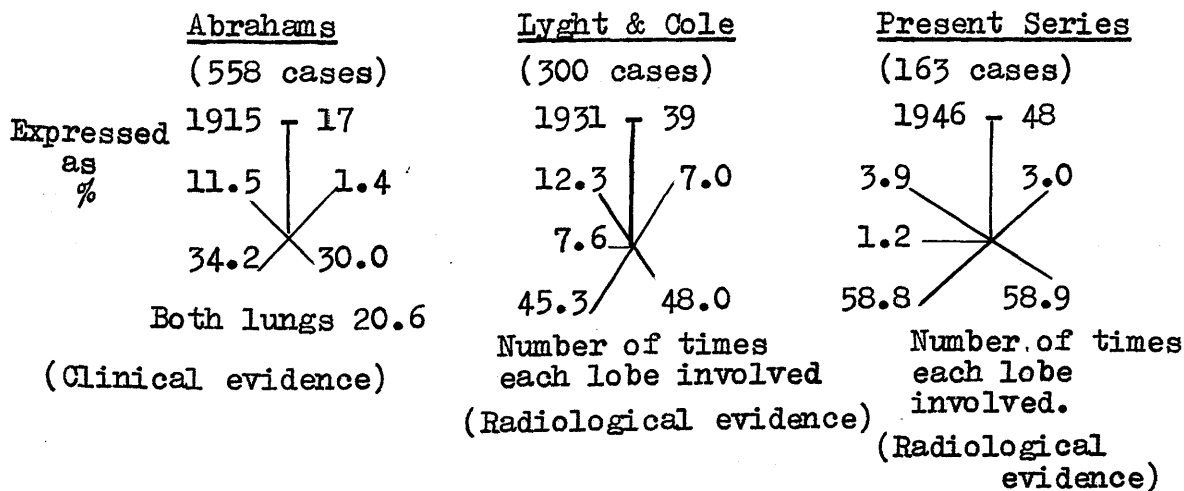 Abrahams
(558 cases)
Expressed
as
%
1915 - 17
11.5 1.4
34.2 30.0
Both lungs 20.6
(Clinical evidence)
Lyght & Cole
(300 cases)
1931 - 39
12.3 7.0
7.6
45.3 48.0
Number of times
each lobe involved
(Radiological evidence)
Present Series
(163 cases)
1946 - 48
3.9 3.0
1.2
58.8 58.9
Number of times
each lobe
involved.
(Radiological
evidence)